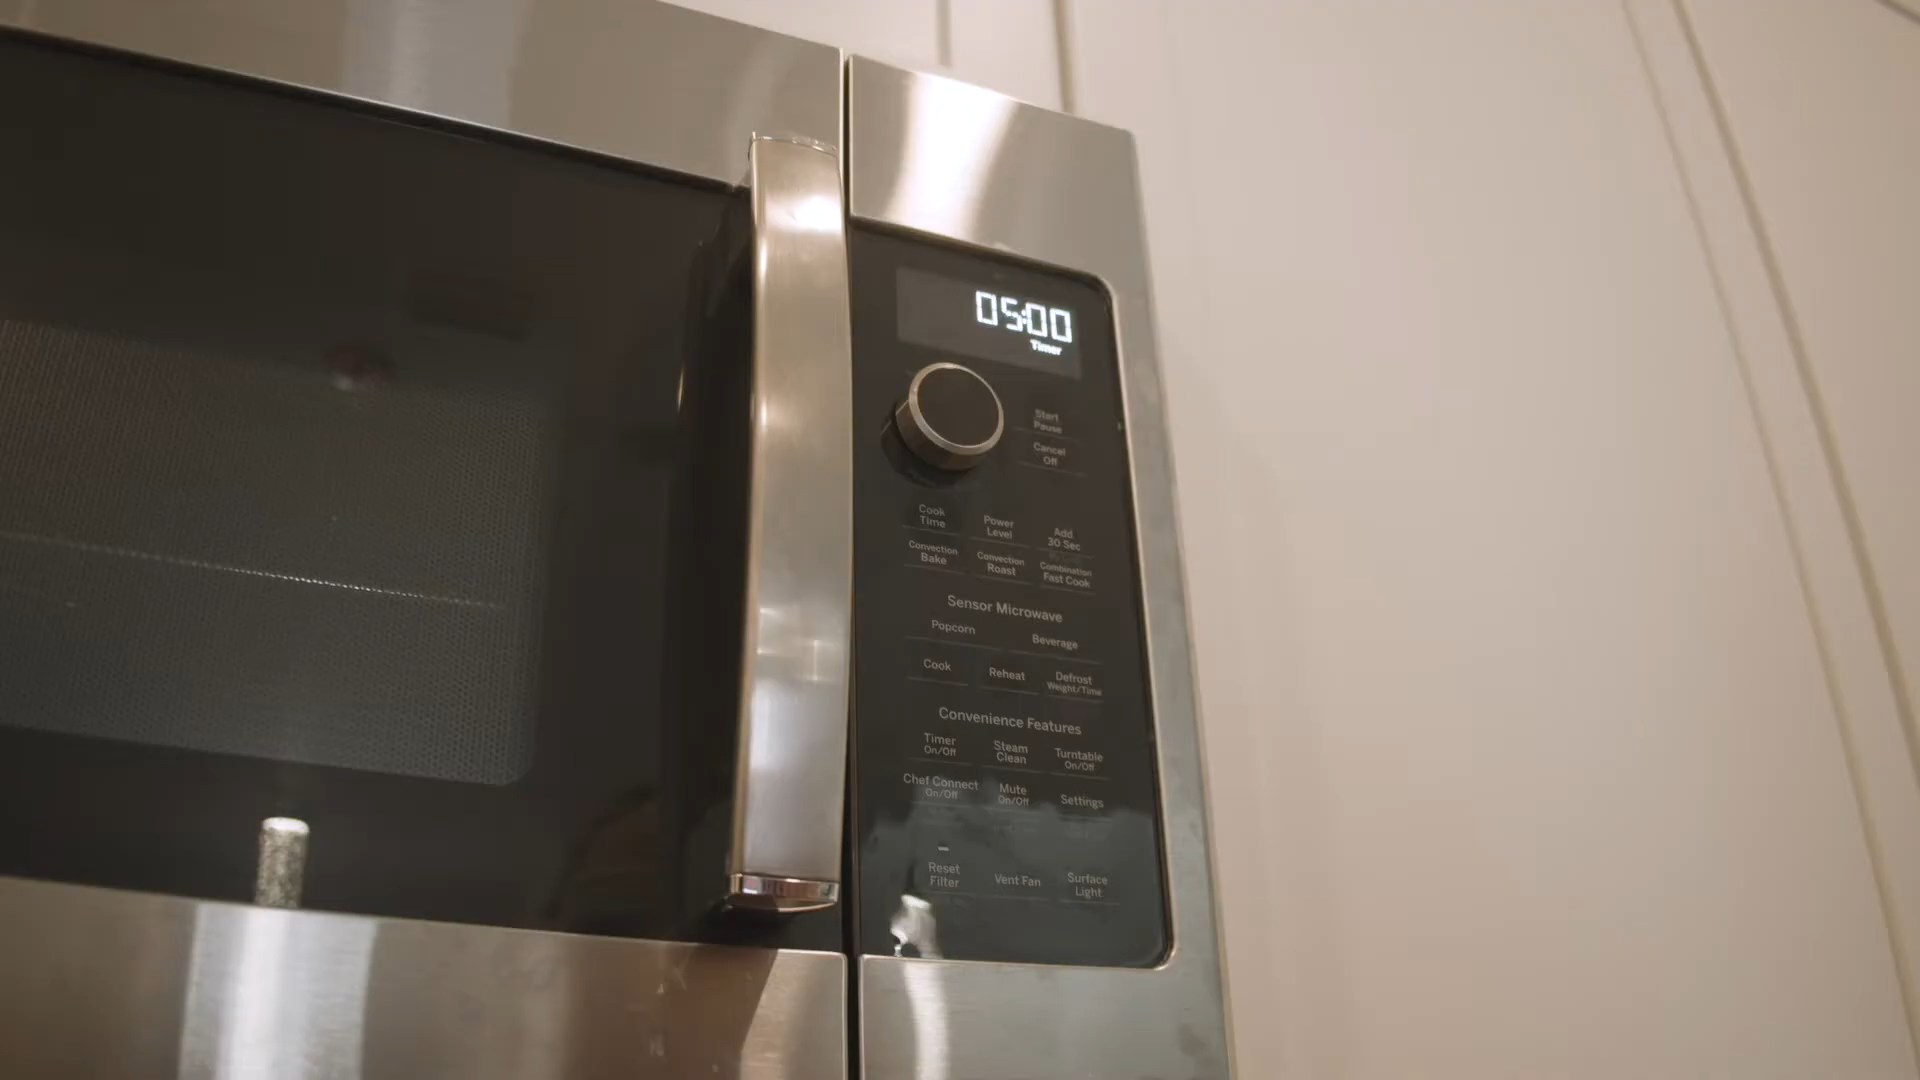 05:00
Timer
Start
Pause
Cancel
Off
Cook
Time
Power
Level
Add
30 Sec
Convection
Bake
Convection
Roast
Combination
Fast Cook
Sensor Microwave
Popcorn
Beverage
Cook
Reheat
Defrost
Weight/Time
Convenience Features
Timer
On/Off
Steam
Clean
Turntable
On/Off
Chef Connect
On/Off
Mute
On/Off
Settings
Reset
Filter
Vent Fan
Surface
Light